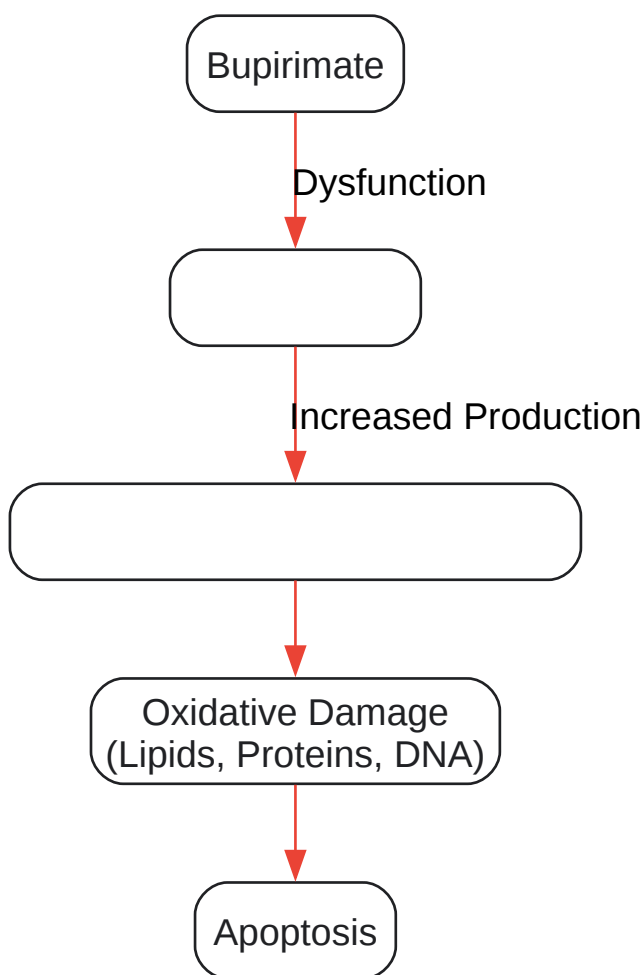 Bupirimate
Dysfunction
Increased Production
Oxidative Damage
(Lipids, Proteins, DNA)
Apoptosis